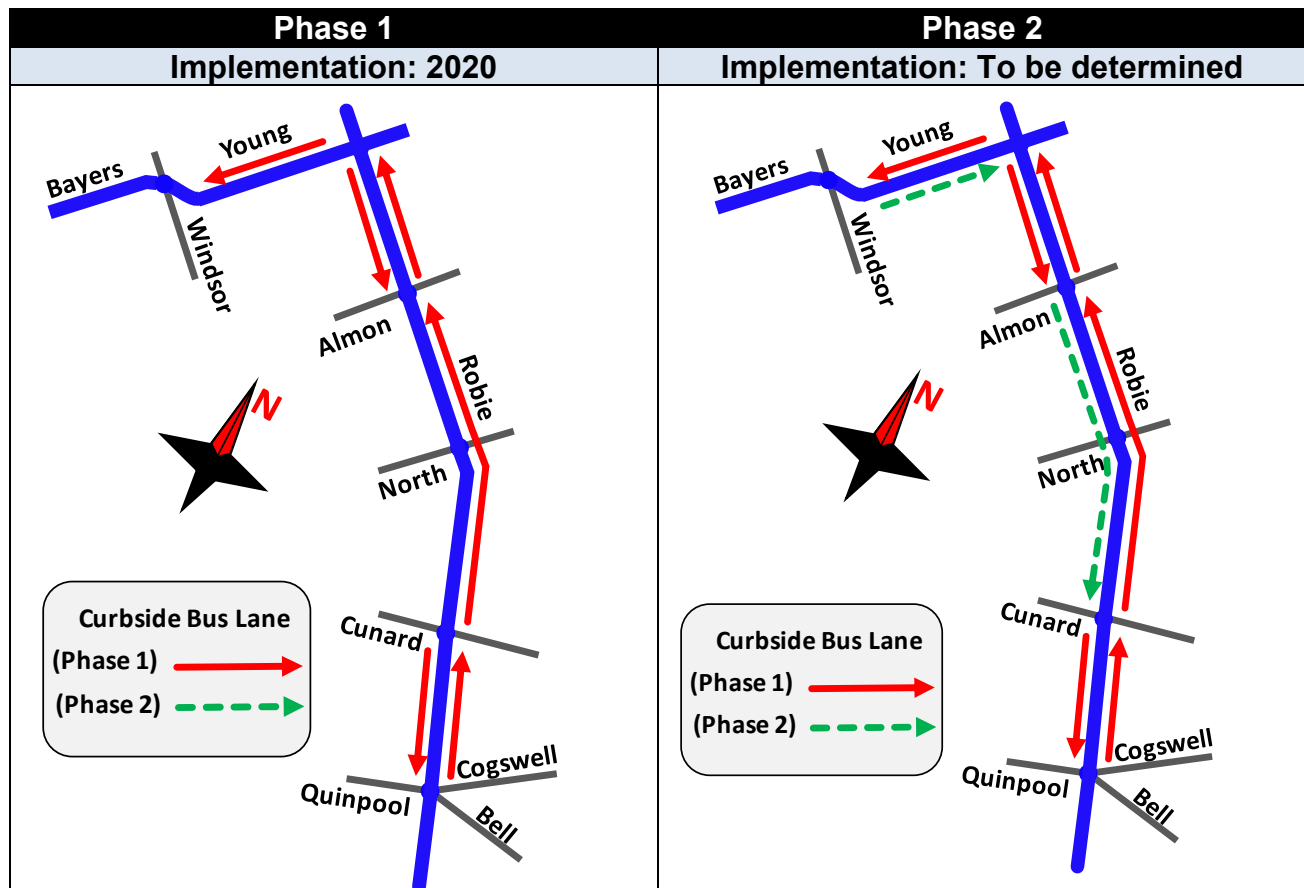 Phase 1
Implementation: 2020
Young
Bayers
Windsor
Almon
Robie
N
North
Cunard
Curbside Bus Lane
(Phase 1)
(Phase 2)
Cogswell
Quinpool
Bell
Phase 2
Implementation: To be determined
Young
Bayers
Windsor
Almon
Robie
N
North
Cunard
Curbside Bus Lane
(Phase 1)
(Phase 2)
Cogswell
Quinpool
Bell